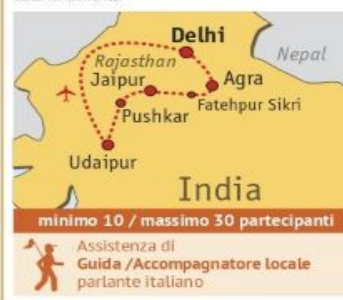 Delhi
Nepal
Rajasthan
Jaipur
Agra
Fatehpur Sikri
Pushkar
Udaipur
India
minimo 10 / massimo 30 partecipanti
Assistenza di
Guida /Accompagnatore locale
parlante italiano